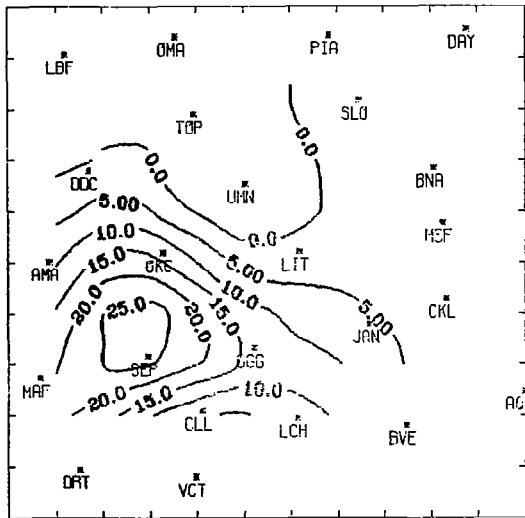 DAY
OMA
PIA
LBF
SLO
TOP
0.0
0.0
DDC
BNA
UMN
5.00
10.0
0.0
LIT
15.0
5.00
AMA
OKC
10.0
20.0
25.0
20.0
15.0
CKL
5.00
JAN
SEP
GGG
MAF
20.0
15.0
10.0
CLL
LCH
BVE
DRT
VCT